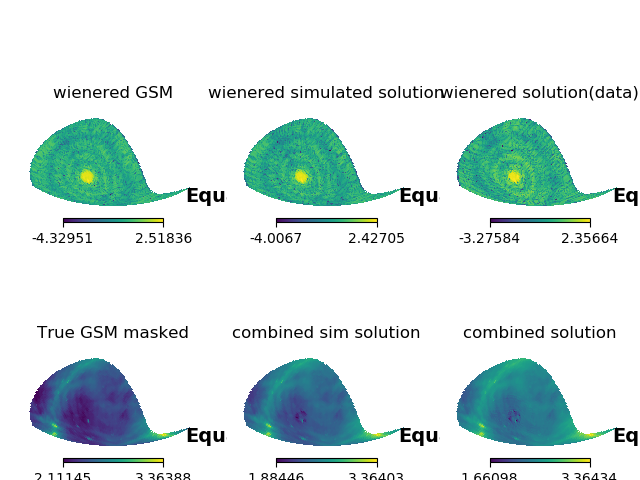 wienered GSM wienered simulated solution wienered solution(data)
Equ Equ Eq
-4.32951 2.51836 -4.0067 2.42705 -3.27584 2.35664
True GSM masked combined sim solution combined solution
Equ Equ Eq
2.11145 3.36388 1.88446 3.36403 1.66098 3.36434